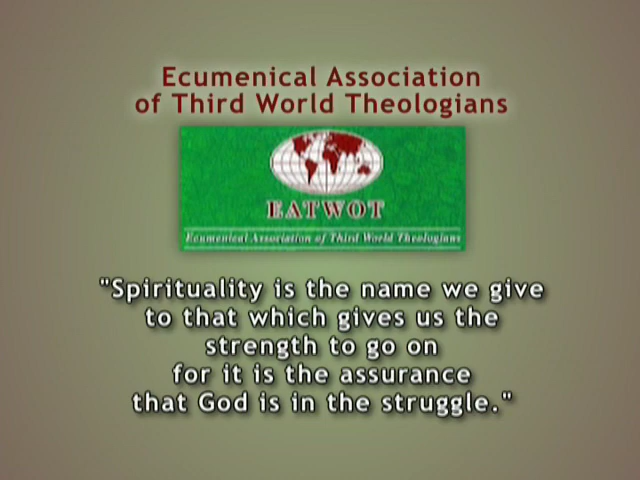 Ecumenical Association
of Third World Theologians
EATWOT
Ecumenical Association of Third World Theologians
"Spirituality is the name we give
to that which gives us the
strength to go on
for it is the assurance
that God is in the struggle."